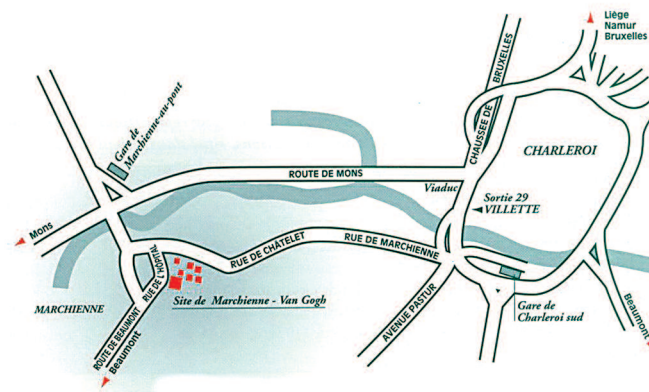 Liège
Namur
Bruxelles
CHAUSSEE DE BRUXELLES
Gare de
Marchienne-au-pont
CHARLEROI
ROUTE DE MONS
Viaduc
Sortie 29
VILLETTE
Mons
RUE DE CHÂTELET
RUE DE MARCHIENNE
RUE DE L'HÔPITAL
MARCHIENNE
Site de Marchienne - Van Gogh
ROUTE DE BEAUMONT
Beaumont
AVENUE PASTUR
Gare de
Charleroi sud
Beaumont